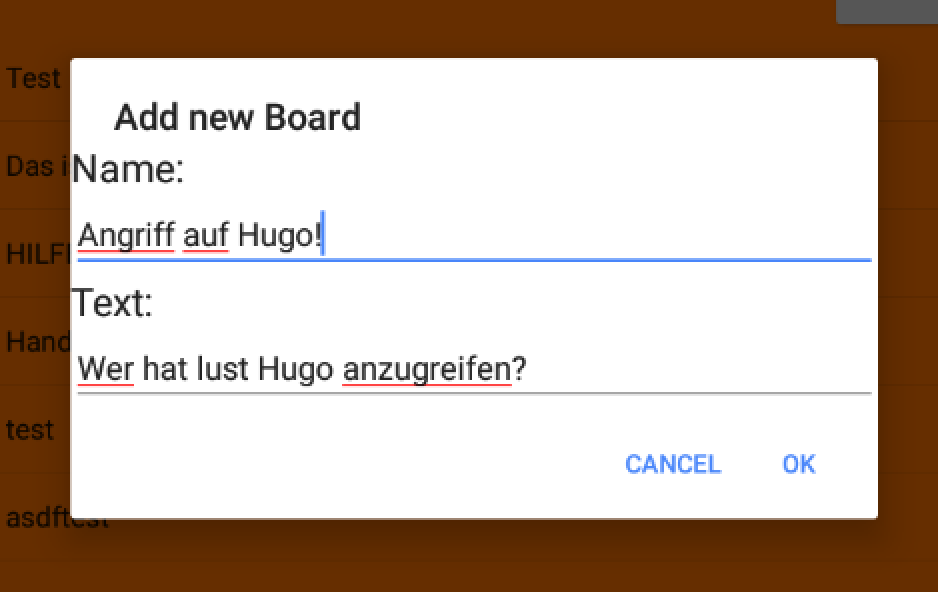 Test
Add new Board
Das i
Name:
Angriff auf Hugo!
HILF
Text:
Hand
Wer hat lust Hugo anzugreifen?
test
CANCEL OK
asdftest